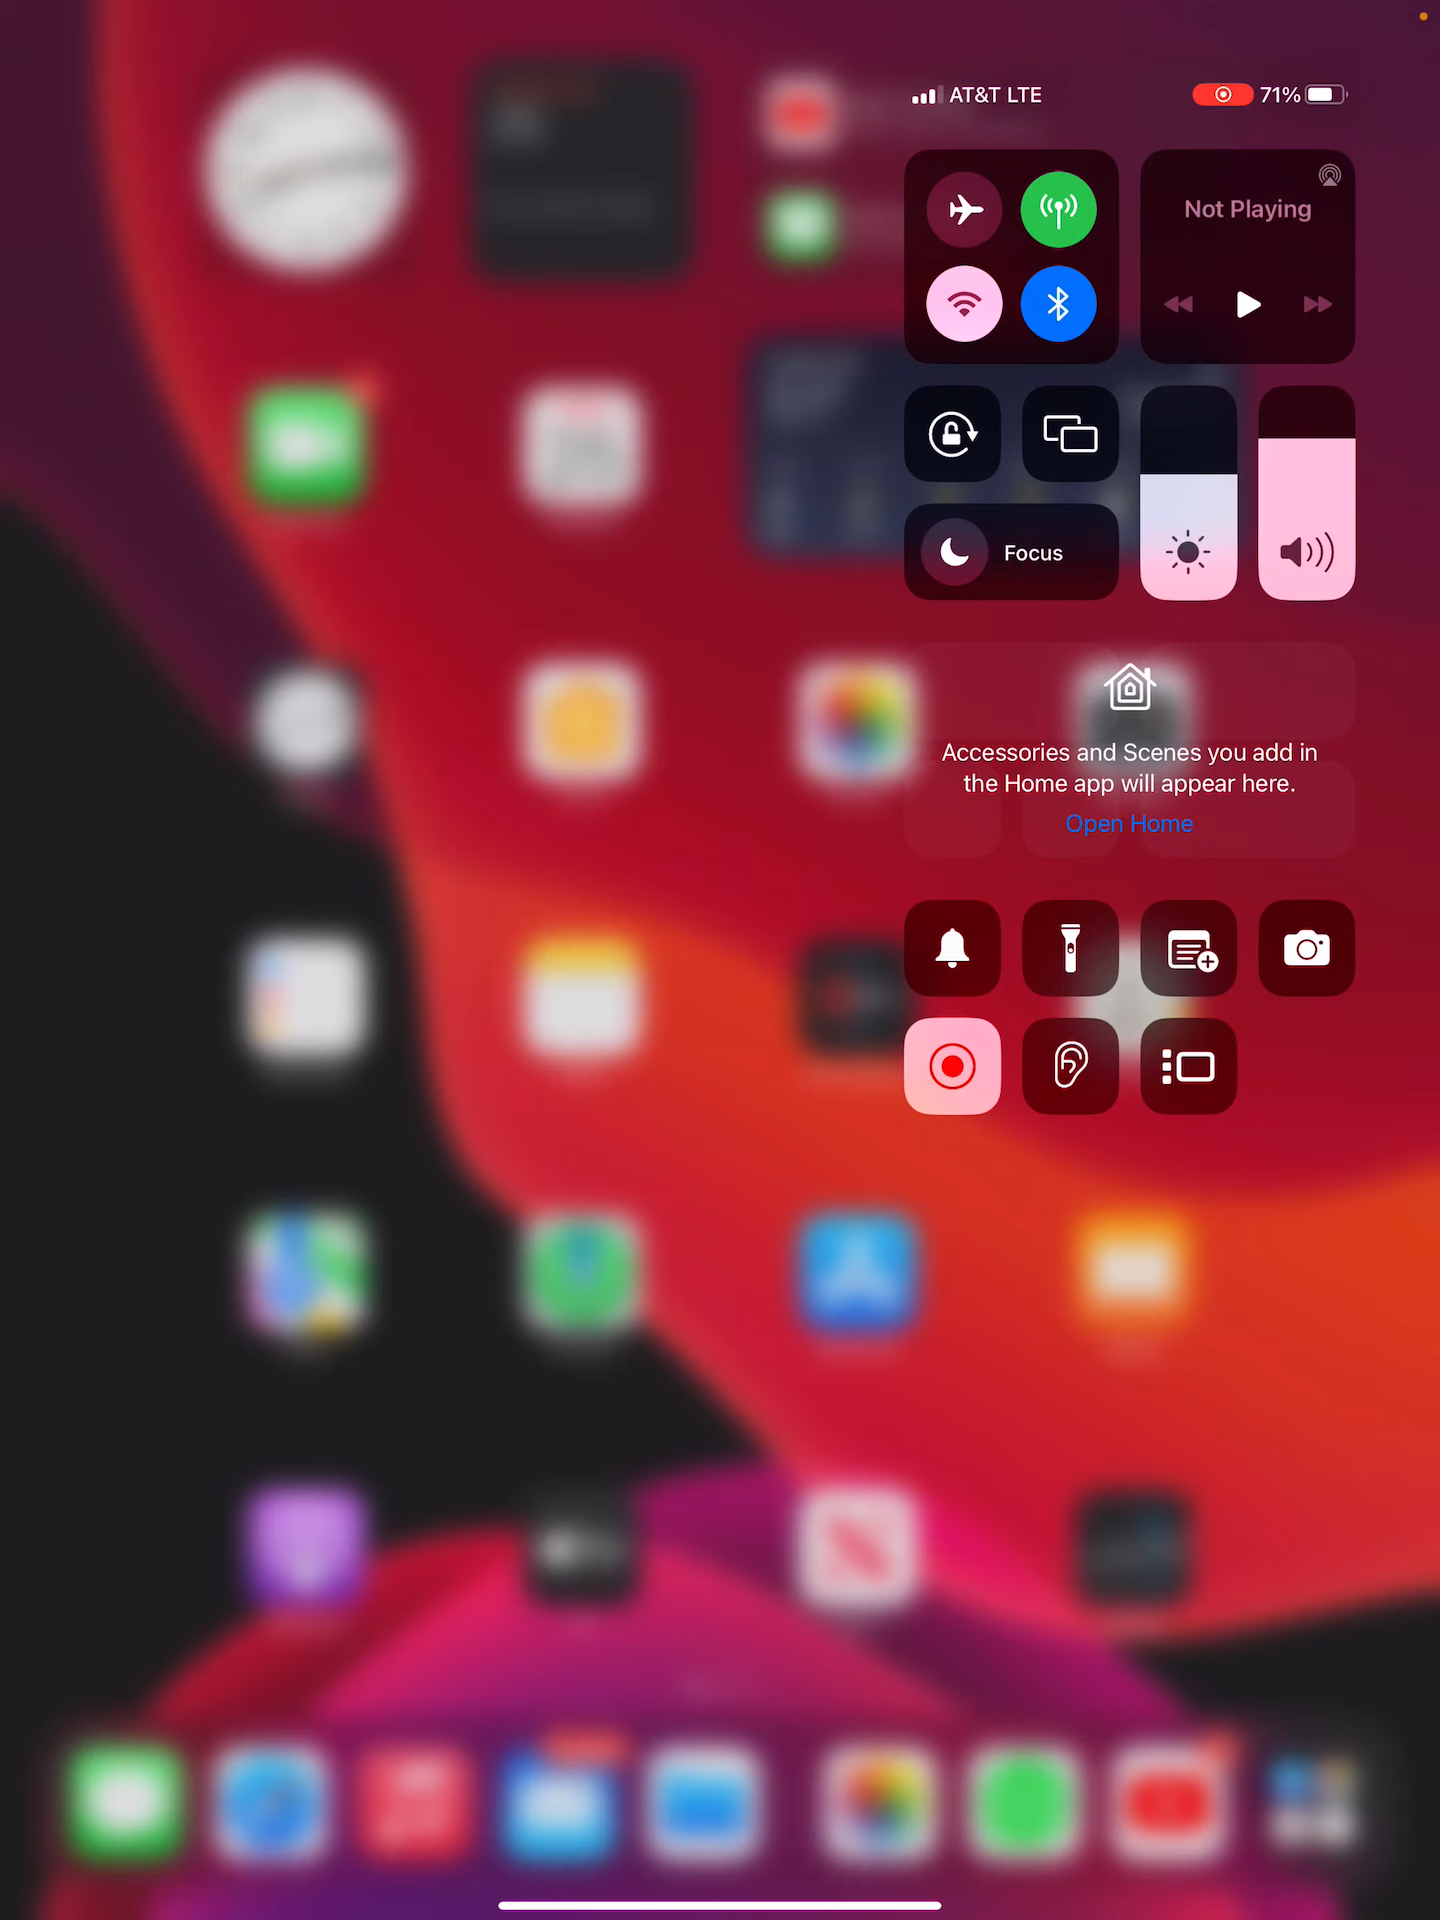 AT&T LTE
71%
Not Playing
Focus
Accessories and Scenes you add in
the Home app will appear here.
Open Home